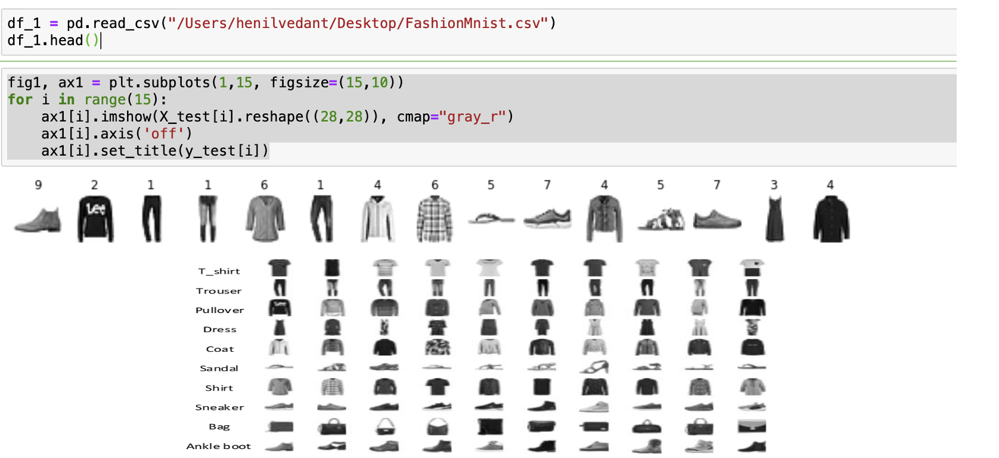 df_1 = pd.read_csv("/Users/henilvedant/Desktop/FashionMnist.csv")
df_1.head()
fig1, ax1 = plt.subplots(1,15, figsize=(15,10))
for i in range(15):
    ax1[i].imshow(X_test[i].reshape((28,28)), cmap="gray_r")
    ax1[i].axis('off')
    ax1[i].set_title(y_test[i])
9 2 1 1 6 1 4 6 5 7 4 5 7 3 4
Lee
T_shirt
Trouser
Pullover
Lee
Dress
Coat
Sandal
Shirt
Sneaker
Bag
Ankle boot